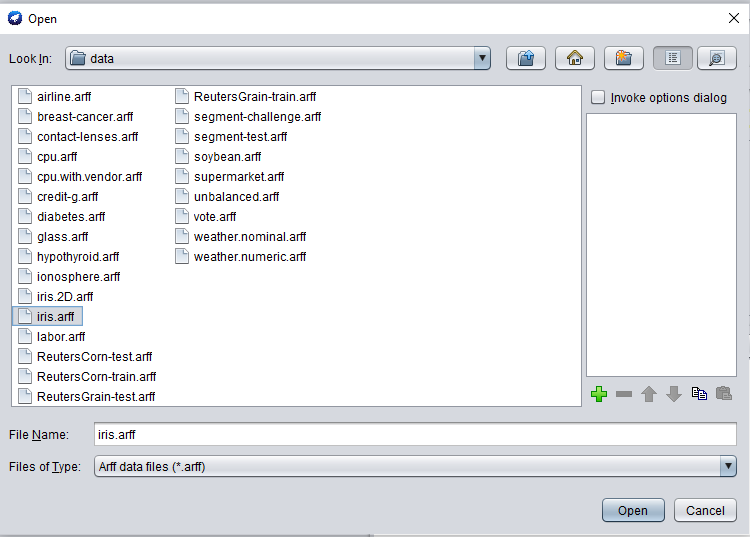 Open
Look In: data
Invoke options dialog
airline.arff
breast-cancer.arff
contact-lenses.arff
cpu.arff
cpu.with.vendor.arff
credit-g.arff
diabetes.arff
glass.arff
hypothyroid.arff
ionosphere.arff
iris.2D.arff
iris.arff
labor.arff
ReutersCorn-test.arff
ReutersCorn-train.arff
ReutersGrain-test.arff
ReutersGrain-train.arff
segment-challenge.arff
segment-test.arff
soybean.arff
supermarket.arff
unbalanced.arff
vote.arff
weather.nominal.arff
weather.numeric.arff
File Name: iris.arff
Files of Type: Arff data files (*.arff)
Open Cancel